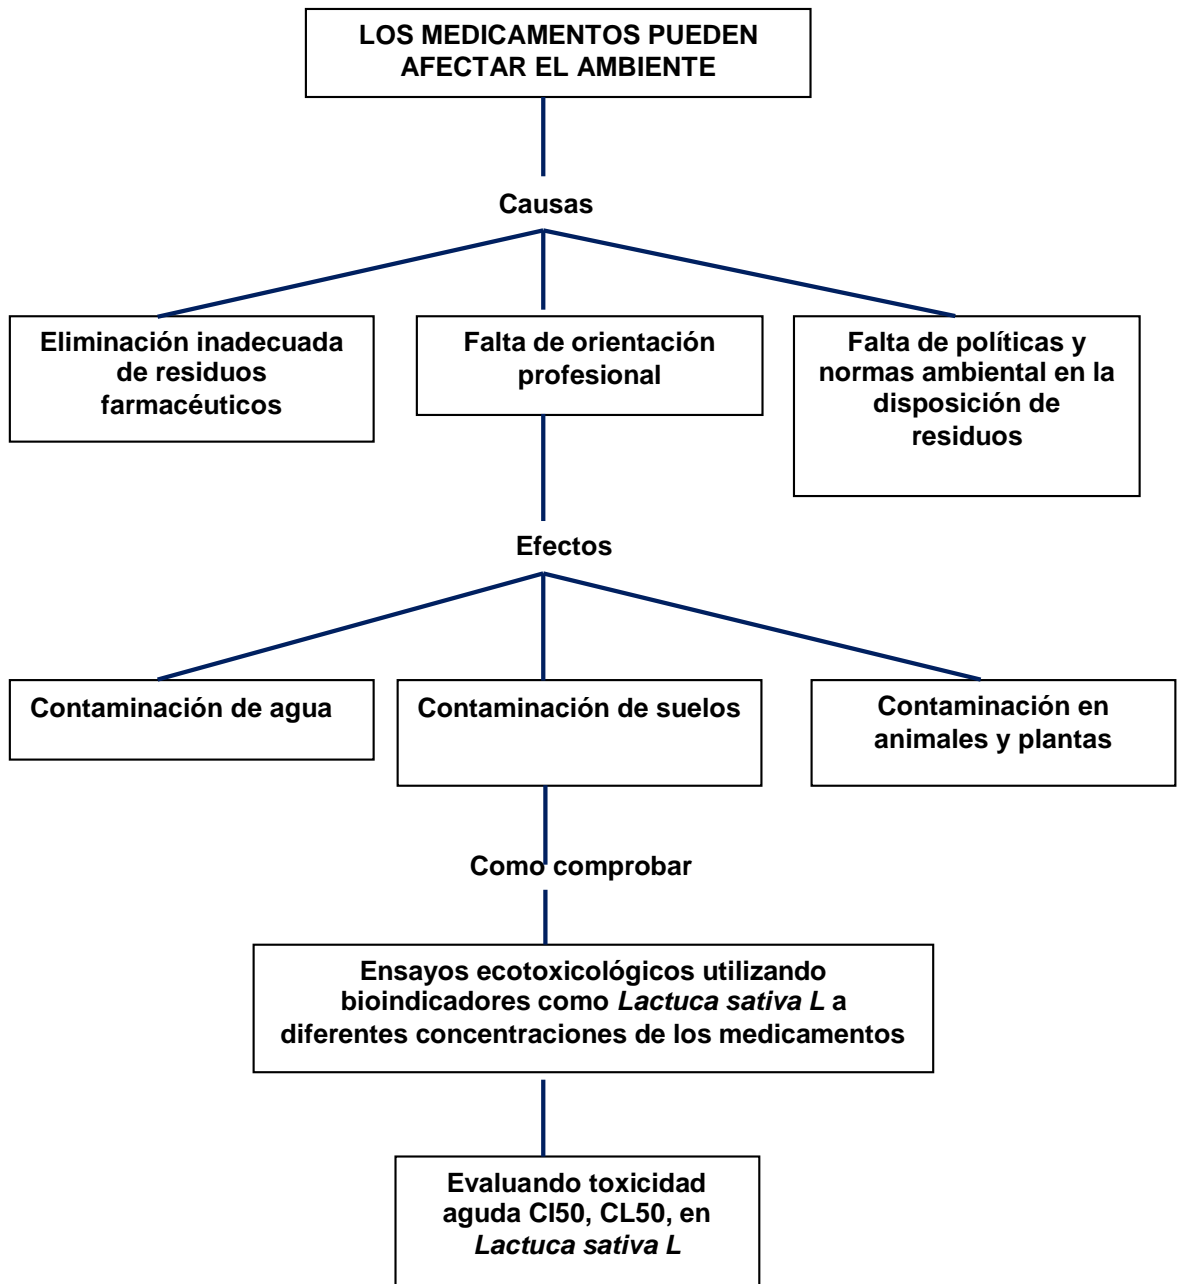 LOS MEDICAMENTOS PUEDEN
AFECTAR EL AMBIENTE
Causas
Eliminación inadecuada
de residuos
farmacéuticos
Falta de orientación
profesional
Falta de políticas y
normas ambiental en la
disposición de
residuos
Efectos
Contaminación de agua
Contaminación de suelos
Contaminación en
animales y plantas
Como comprobar
Ensayos ecotoxicológicos utilizando
bioindicadores como Lactuca sativa L a
diferentes concentraciones de los medicamentos
Evaluando toxicidad
aguda CI50, CL50, en
Lactuca sativa L